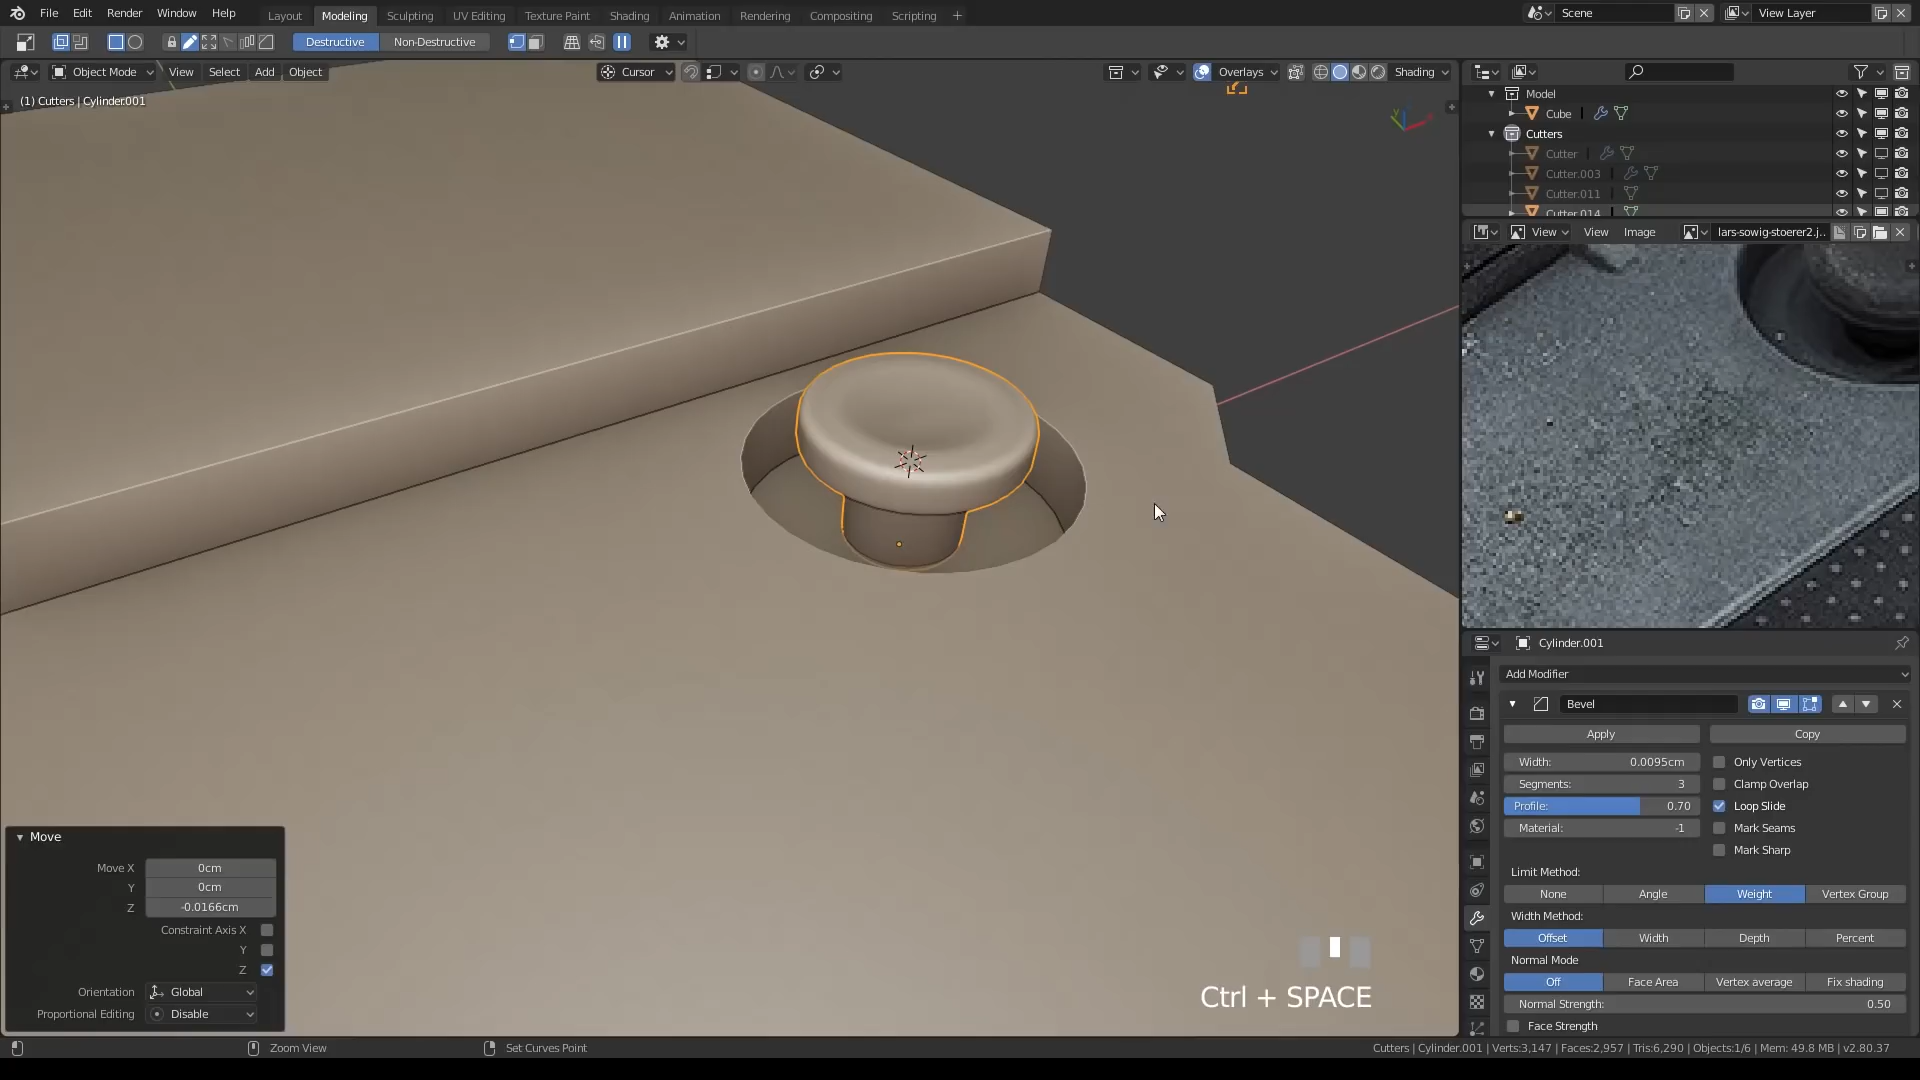 File Edit Render Window Help Layout Modeling Sculpting UV Editing Texture Paint Shading Animation Rendering Compositing Scripting + Scene View Layer
Destructive Non-Destructive
Object Mode View Select Add Object Cursor Overlays Shading
(1) Cutters | Cylinder.001
Model
Cube
Cutters
Cutter
Cutter.003
Cutter.011
Cutter.014
View View Image lars-sowig-stoerer2.j..
Cylinder.001
Add Modifier
Bevel
Apply Copy
Width: 0.0095cm Only Vertices
Segments: 3 Clamp Overlap
Profile: 0.70 Loop Slide
Material: -1 Mark Seams
Mark Sharp
Limit Method:
None Angle Weight Vertex Group
Width Method:
Offset Width Depth Percent
Normal Mode
Off Face Area Vertex average Fix shading
Normal Strength: 0.50
Face Strength
Move
Move X 0cm
Y 0cm
Z -0.0166cm
Constraint Axis X
Y
Z
Orientation Global
Proportional Editing Disable
Ctrl + SPACE
Zoom View Set Curves Point Cutters | Cylinder.001 | Verts:3,147 | Faces:2,957 | Tris:6,290 | Objects:1/6 | Mem: 49.8 MB | v2.80.37